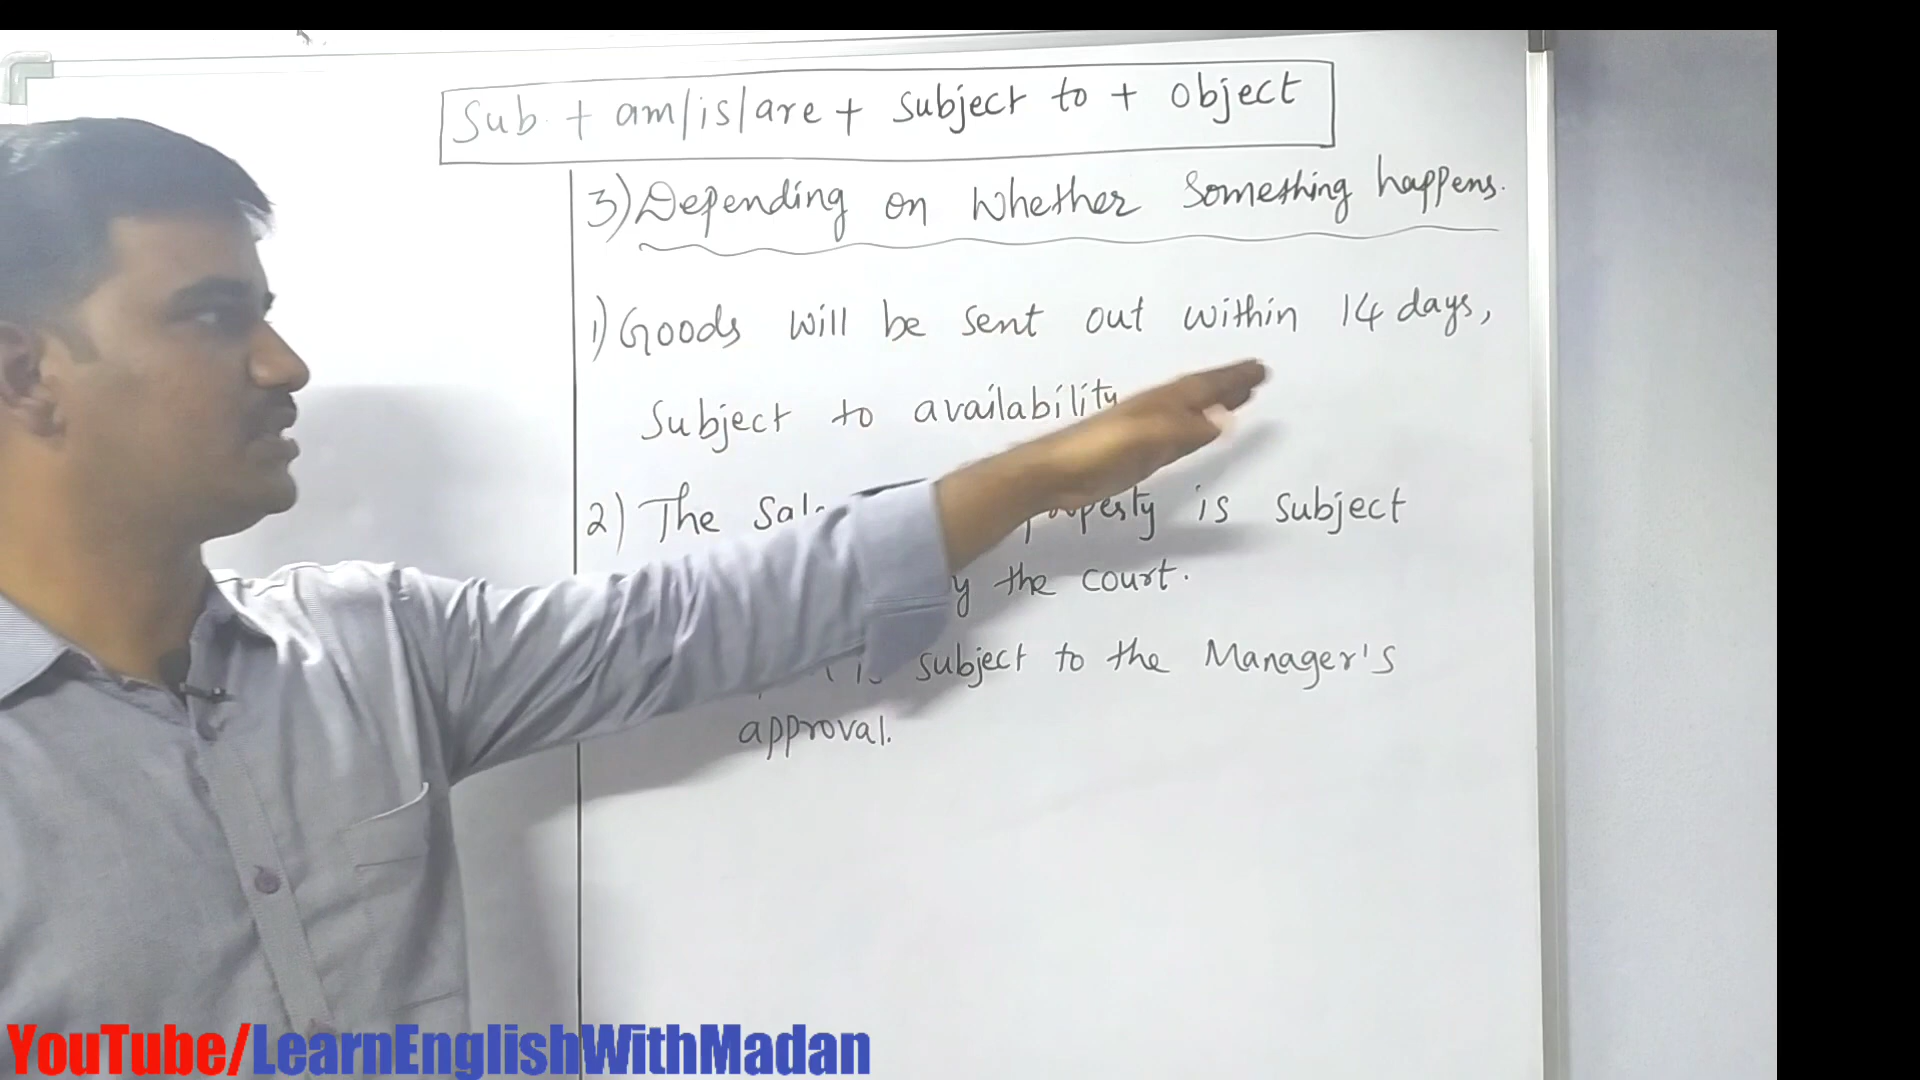 Sub. + am/is/are + subject to + object
3) Depending on whether something happens.
1) Goods will be sent out within 14 days,
Subject to availability
2) The is subject
the court.
subject to the Manager's
approval.
YouTube/LearnEnglishWithMadan